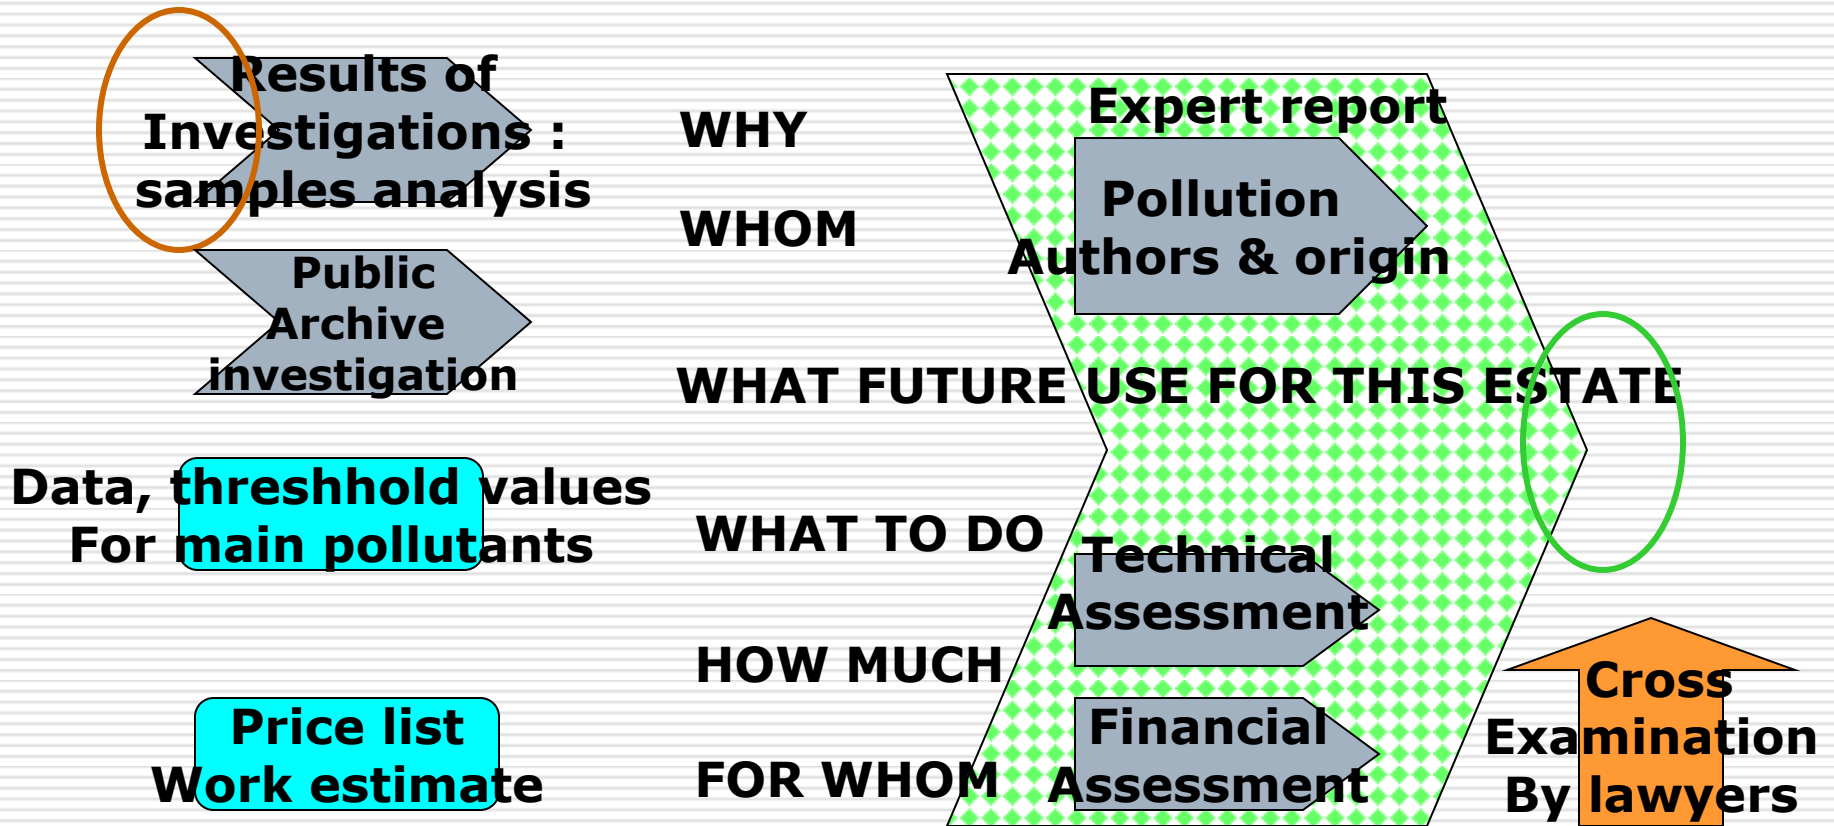 Results of
Investigations :
samples analysis
Public
Archive
investigation
Data, threshhold values
For main pollutants
Price list
Work estimate
WHY
WHOM
WHAT FUTURE USE FOR THIS ESTATE
WHAT TO DO
HOW MUCH
FOR WHOM
Expert report
Pollution
Authors & origin
Technical
Assessment
Financial
Assessment
Cross
Examination
By lawyers